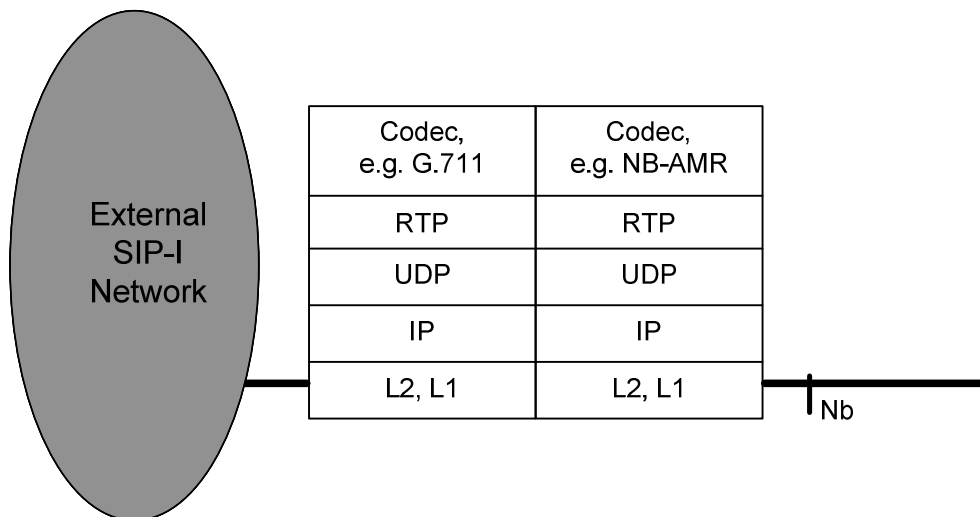 External
SIP-I
Network
Codec,
e.g. G.711
Codec,
e.g. NB-AMR
RTP
RTP
UDP
UDP
IP
IP
L2, L1
L2, L1
Nb